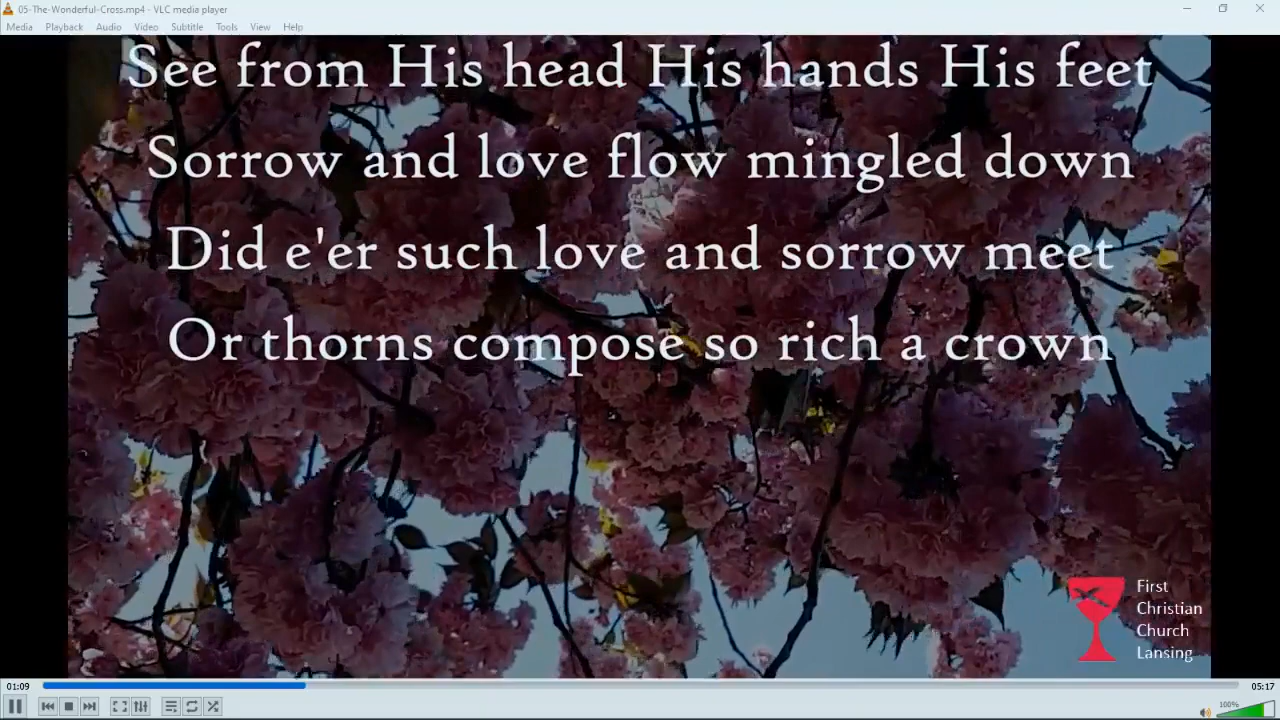 05-The-Wonderful-Cross.mp4 - VLC media player
Media Playback Audio Video Subtitle Tools View Help
See from His head His hands His feet
Sorrow and love flow mingled down
Did e'er such love and sorrow meet
Or thorns compose so rich a crown
First
Christian
Church
Lansing
01:09
05:17
100%